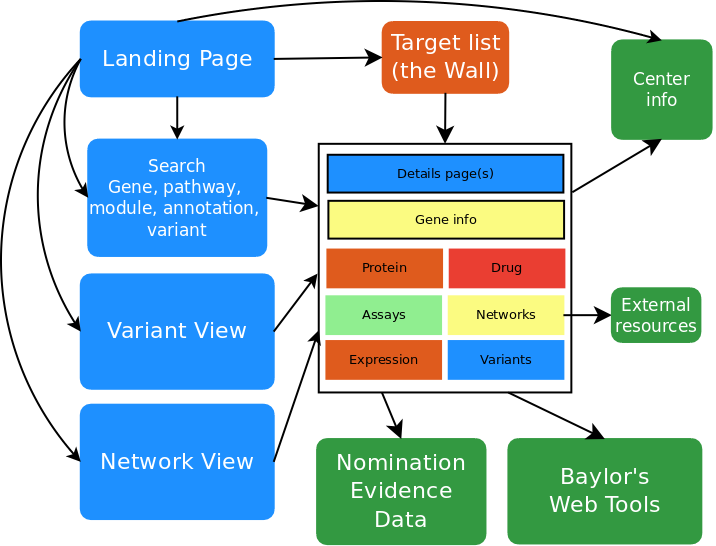 Landing Page
Target list
(the Wall)
Center
info
Search
Gene, pathway,
module, annotation,
variant
Details page(s)
Gene info
Protein
Drug
Assays
Networks
Expression
Variants
External
resources
Variant View
Network View
Nomination
Evidence
Data
Baylor's
Web Tools